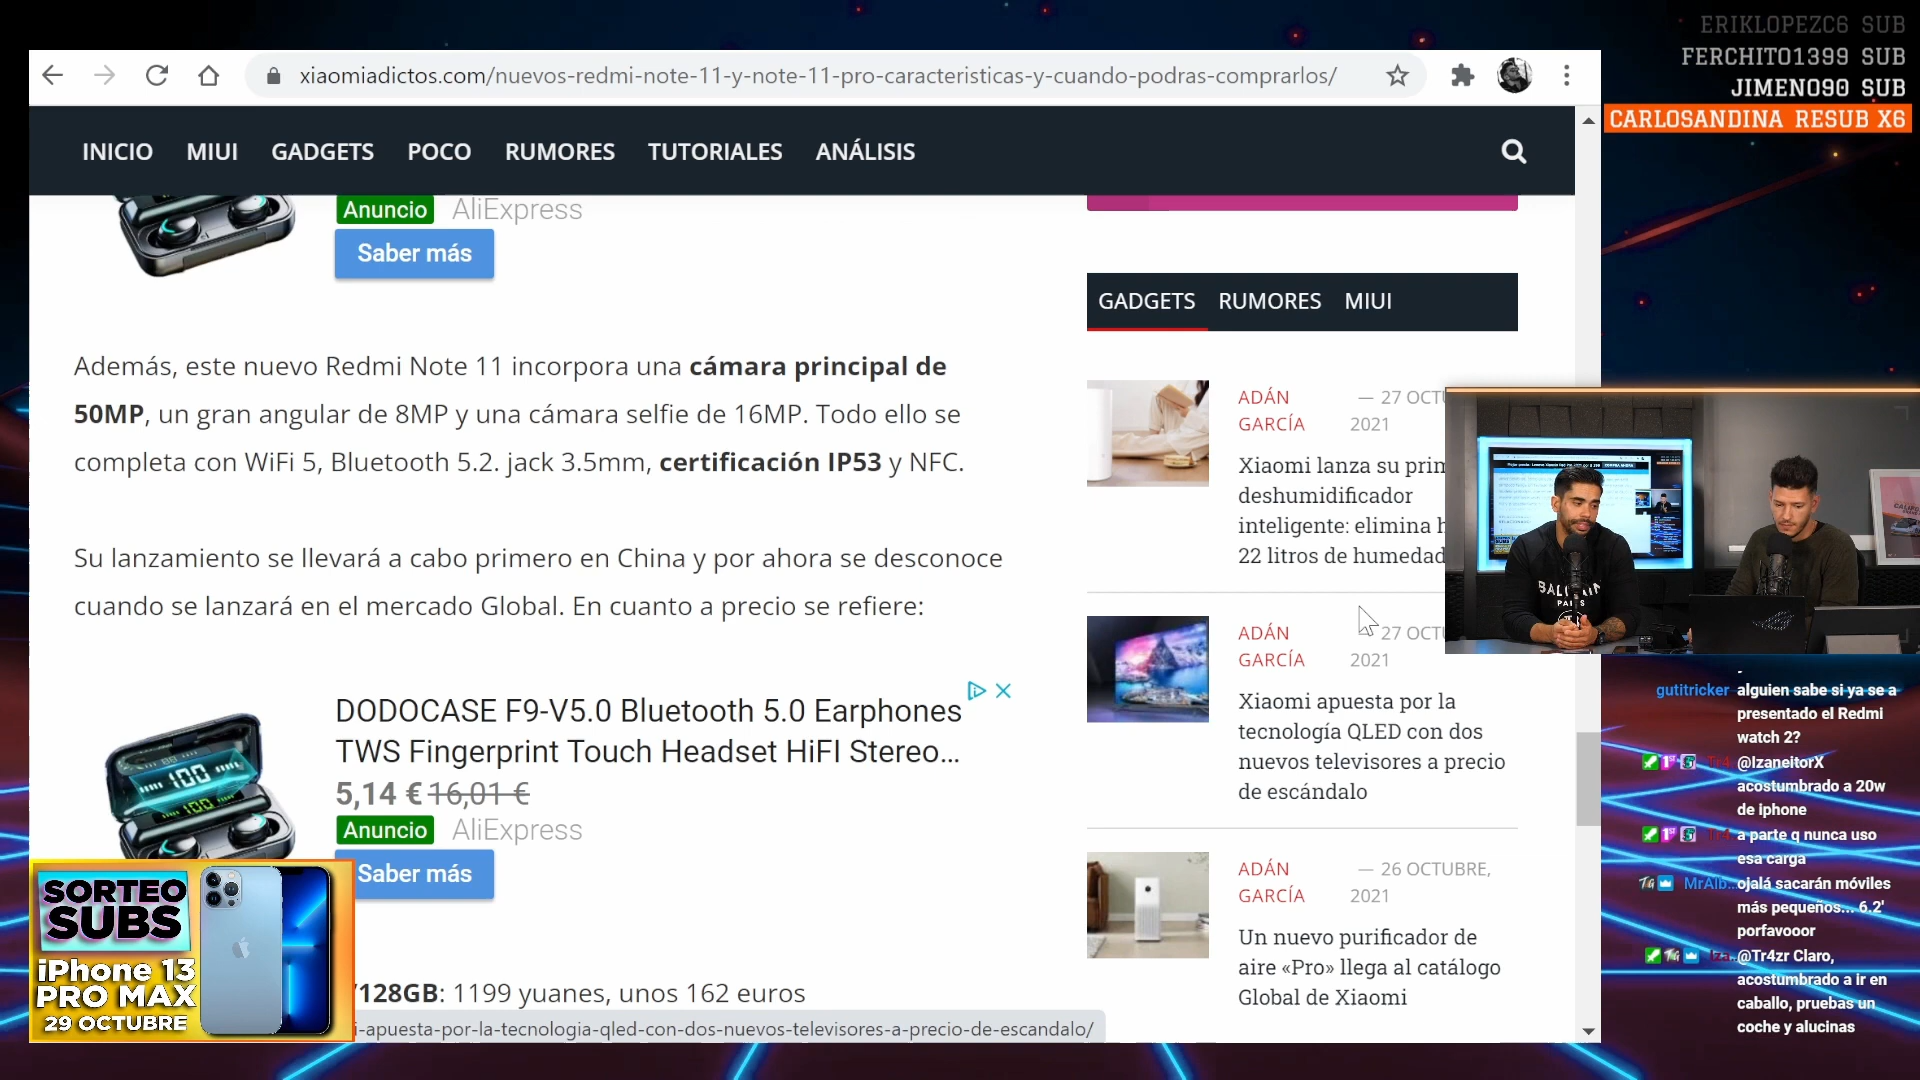 ERIKLOPEZC6 SUB
FERCHITO1399 SUB
JIMENO90 SUB
CARLOSANDINA RESUB X6
xiaomiadictos.com/nuevos-redmi-note-11-y-note-11-pro-caracteristicas-y-cuando-podras-comprarlos/
INICIO MIUI GADGETS POCO RUMORES TUTORIALES ANÁLISIS
Anuncio AliExpress
Saber más
Además, este nuevo Redmi Note 11 incorpora una cámara principal de
50MP, un gran angular de 8MP y una cámara selfie de 16MP. Todo ello se
completa con WiFi 5, Bluetooth 5.2. jack 3.5mm, certificación IP53 y NFC.
Su lanzamiento se llevará a cabo primero en China y por ahora se desconoce
cuando se lanzará en el mercado Global. En cuanto a precio se refiere:
DODOCASE F9-V5.0 Bluetooth 5.0 Earphones
TWS Fingerprint Touch Headset HiFI Stereo...
5,14 € 16,01 €
Anuncio AliExpress
Saber más
/128GB: 1199 yuanes, unos 162 euros
i-apuesta-por-la-tecnologia-qled-con-dos-nuevos-televisores-a-precio-de-escandalo/
SORTEO
SUBS
iPhone 13
PRO MAX
29 OCTUBRE
GADGETS RUMORES MIUI
ADÁN
GARCÍA
— 27 OCTU
2021
Xiaomi lanza su prim
deshumidificador
inteligente: elimina h
22 litros de humedad
ADÁN
GARCÍA
27 OCTU
2021
Xiaomi apuesta por la
tecnología QLED con dos
nuevos televisores a precio
de escándalo
ADÁN
GARCÍA
— 26 OCTUBRE,
2021
Un nuevo purificador de
aire «Pro» llega al catálogo
Global de Xiaomi
BALMAIN
PARIS
gutitricker alguien sabe si ya se a
presentado el Redmi
watch 2?
Tr4 @IzaneitorX
acostumbrado a 20w
de iphone
Tr4 a parte q nunca uso
esa carga
MrAlb... ojalá sacarán móviles
más pequeños... 6.2'
porfavooor
Iza... @Tr4zr Claro,
acostumbrado a ir en
caballo, pruebas un
coche y alucinas